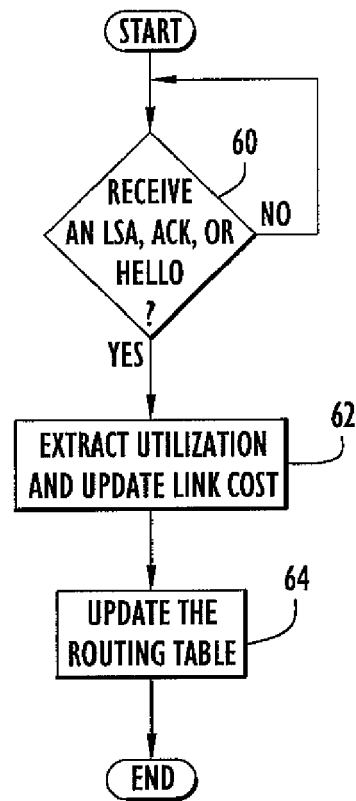 START
60
RECEIVE
AN LSA, ACK, OR
HELLO
?
NO
YES
62
EXTRACT UTILIZATION
AND UPDATE LINK COST
64
UPDATE THE
ROUTING TABLE
END